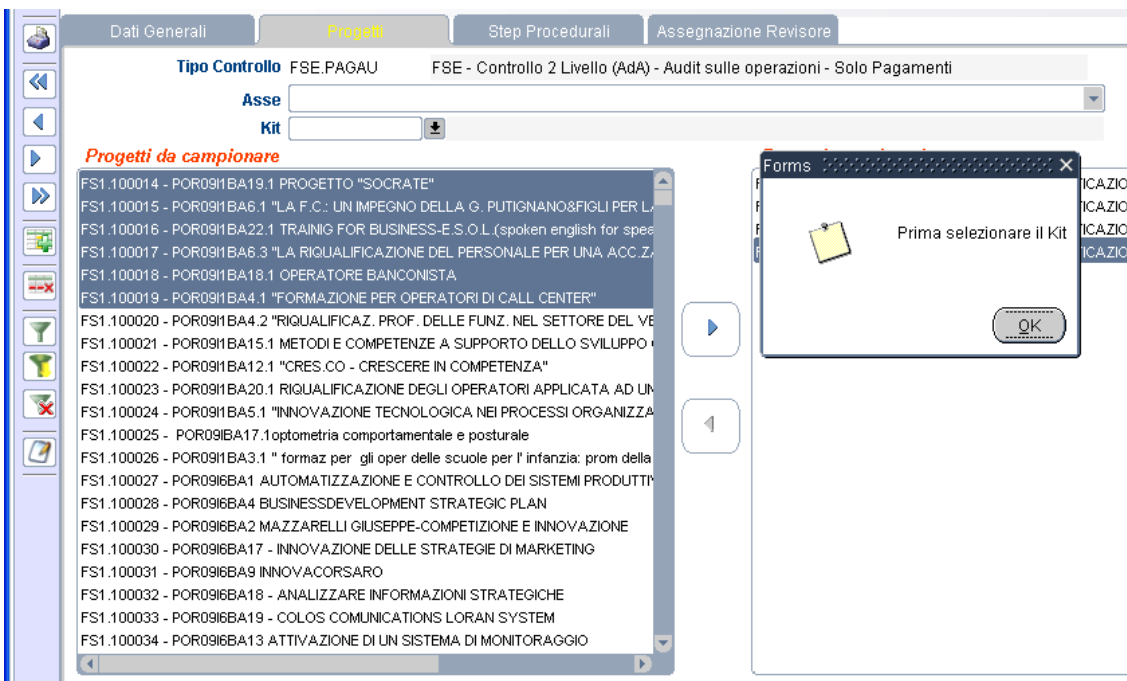 Dati Generali
Progetti
Step Procedurali
Assegnazione Revisore
Tipo Controllo FSE.PAGAU FSE - Controllo 2 Livello (AdA) - Audit sulle operazioni - Solo Pagamenti
Asse
Kit
Progetti da campionare
FS1.100014 - POR09I1BA19.1 PROGETTO "SOCRATE"
FS1.100015 - POR09I1BA6.1 "LA F.C.: UN IMPEGNO DELLA G. PUTIGNANO&FIGLI PER L
FS1.100016 - POR09I1BA22.1 TRAINIG FOR BUSINESS-E.S.O.L.(spoken english for spea
FS1.100017 - POR09I1BA6.3 "LA RIQUALIFICAZIONE DEL PERSONALE PER UNA ACC.Z
FS1.100018 - POR09I1BA18.1 OPERATORE BANCONISTA
FS1.100019 - POR09I1BA4.1 "FORMAZIONE PER OPERATORI DI CALL CENTER"
FS1.100020 - POR09I1BA4.2 "RIQUALIFICAZ. PROF. DELLE FUNZ. NEL SETTORE DEL VE
FS1.100021 - POR09I1BA15.1 METODI E COMPETENZE A SUPPORTO DELLO SVILUPPO
FS1.100022 - POR09I1BA12.1 "CRES.CO - CRESCERE IN COMPETENZA"
FS1.100023 - POR09I1BA20.1 RIQUALIFICAZIONE DEGLI OPERATORI APPLICATA AD UN
FS1.100024 - POR09I1BA5.1 "INNOVAZIONE TECNOLOGICA NEI PROCESSI ORGANIZZA
FS1.100025 - POR09IBA17.1optometria comportamentale e posturale
FS1.100026 - POR09I1BA3.1 " formaz per gli oper delle scuole per l' infanzia: prom della
FS1.100027 - POR09I6BA1 AUTOMATIZZAZIONE E CONTROLLO DEI SISTEMI PRODUTTI
FS1.100028 - POR09I6BA4 BUSINESSDEVELOPMENT STRATEGIC PLAN
FS1.100029 - POR09I6BA2 MAZZARELLI GIUSEPPE-COMPETIZIONE E INNOVAZIONE
FS1.100030 - POR09I6BA17 - INNOVAZIONE DELLE STRATEGIE DI MARKETING
FS1.100031 - POR09I6BA9 INNOVACORSARO
FS1.100032 - POR09I6BA18 - ANALIZZARE INFORMAZIONI STRATEGICHE
FS1.100033 - POR09I6BA19 - COLOS COMUNICATIONS LORAN SYSTEM
FS1.100034 - POR09I6BA13 ATTIVAZIONE DI UN SISTEMA DI MONITORAGGIO
Forms
Prima selezionare il Kit
OK
ICAZIO
ICAZIO
ICAZIO
ICAZIO